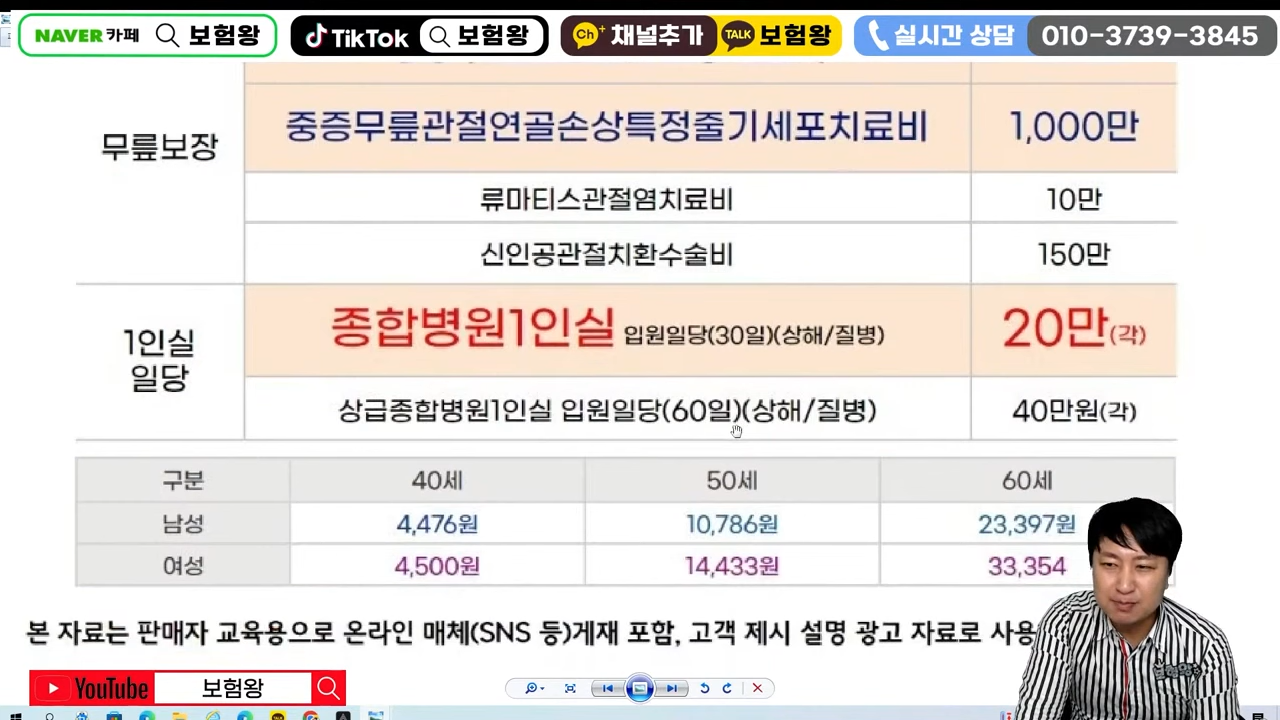 NAVER 카페 보험왕
TikTok 보험왕
Ch+ 채널추가 TALK 보험왕
실시간 상담 010-3739-3845
무릎보장
중증무릎관절연골손상특정줄기세포치료비 1,000만
류마티스관절염치료비 10만
신인공관절치환수술비 150만
1인실
일당
종합병원1인실 입원일당(30일)(상해/질병) 20만(각)
상급종합병원1인실 입원일당(60일)(상해/질병) 40만원(각)
구분 40세 50세 60세
남성 4,476원 10,786원 23,397원
여성 4,500원 14,433원 33,354
본 자료는 판매자 교육용으로 온라인 매체(SNS 등)게재 포함, 고객 제시 설명 광고 자료로 사용
YouTube 보험왕